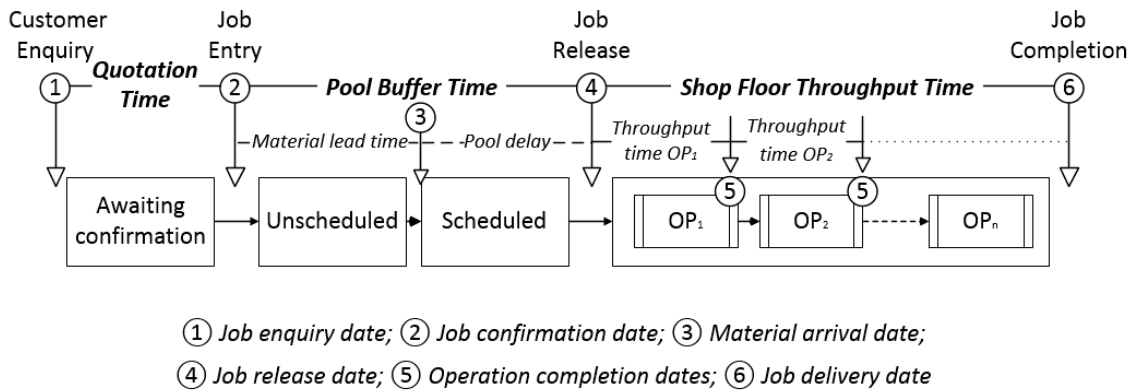 Customer Enquiry
Job Entry
Job Release
Job Completion
1 Quotation Time 2 Pool Buffer Time 4 Shop Floor Throughput Time 6
3
Material lead time Pool delay Throughput time OP1 Throughput time OP2
5 5
Awaiting confirmation
Unscheduled
Scheduled
OP1
OP2
OPn
1 Job enquiry date; 2 Job confirmation date; 3 Material arrival date;
4 Job release date; 5 Operation completion dates; 6 Job delivery date